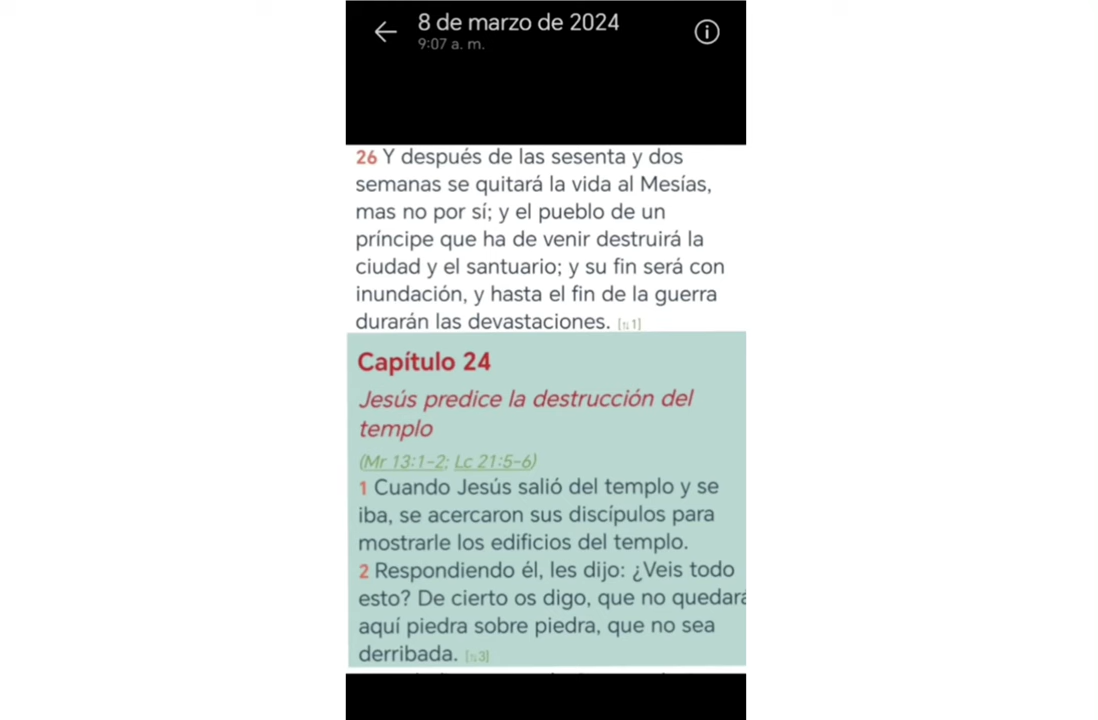 8 de marzo de 2024
9:07 a. m.
26 Y después de las sesenta y dos
semanas se quitará la vida al Mesías,
mas no por sí; y el pueblo de un
príncipe que ha de venir destruirá la
ciudad y el santuario; y su fin será con
inundación, y hasta el fin de la guerra
durarán las devastaciones. [⇅1]
Capítulo 24
Jesús predice la destrucción del
templo
(Mr 13:1-2; Lc 21:5-6)
1 Cuando Jesús salió del templo y se
iba, se acercaron sus discípulos para
mostrarle los edificios del templo.
2 Respondiendo él, les dijo: ¿Veis todo
esto? De cierto os digo, que no quedará
aquí piedra sobre piedra, que no sea
derribada. [⇅3]